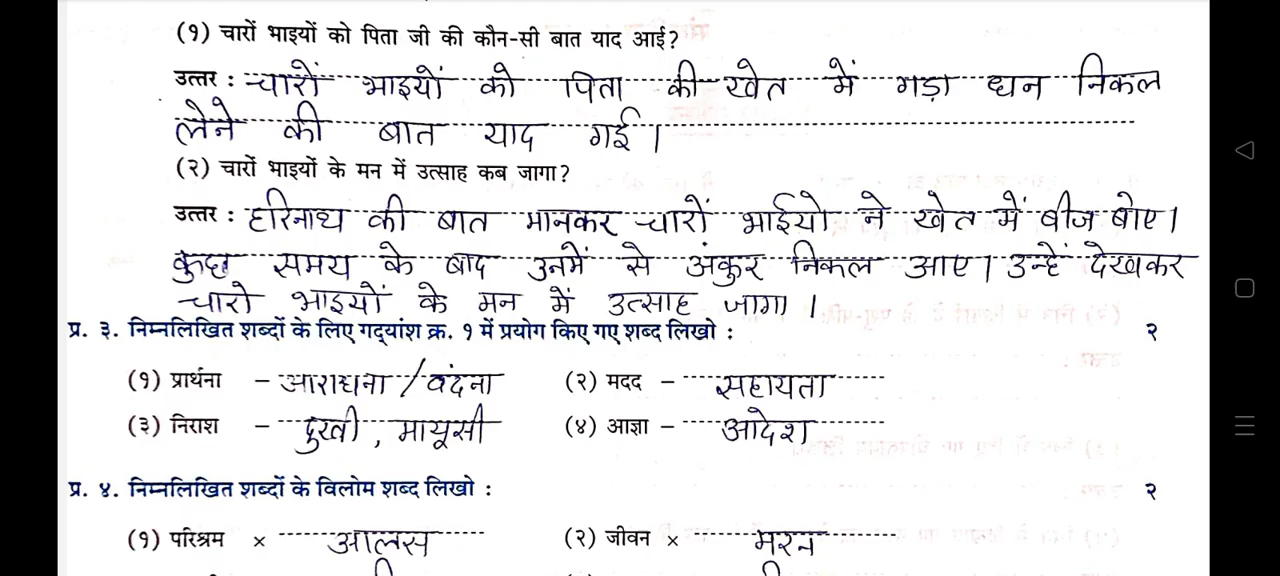 (१) चारों भाइयों को पिता जी की कौन-सी बात याद आई?
उत्तर : चारों भाइयों को पिता की खेत में गड़ा धन निकल
लेने की बात याद गई।
(२) चारों भाइयों के मन में उत्साह कब जागा?
उत्तर : हरिनाथ की बात मानकर चारों भाईयो ने खेत में बीज बोए।
कुछ समय के बाद उनमें से अंकुर निकल आए। उन्हें देखकर
चारो भाइयों के मन में उत्साह जागा।
प्र. ३. निम्नलिखित शब्दों के लिए गद्यांश क्र. १ में प्रयोग किए गए शब्द लिखो : २
(१) प्रार्थना - आराधना / वंदना (२) मदद - सहायता
(३) निराश - दुखी, मायूसी (४) आज्ञा - आदेश
प्र. ४. निम्नलिखित शब्दों के विलोम शब्द लिखो : २
(१) परिश्रम × आलस (२) जीवन × मरन